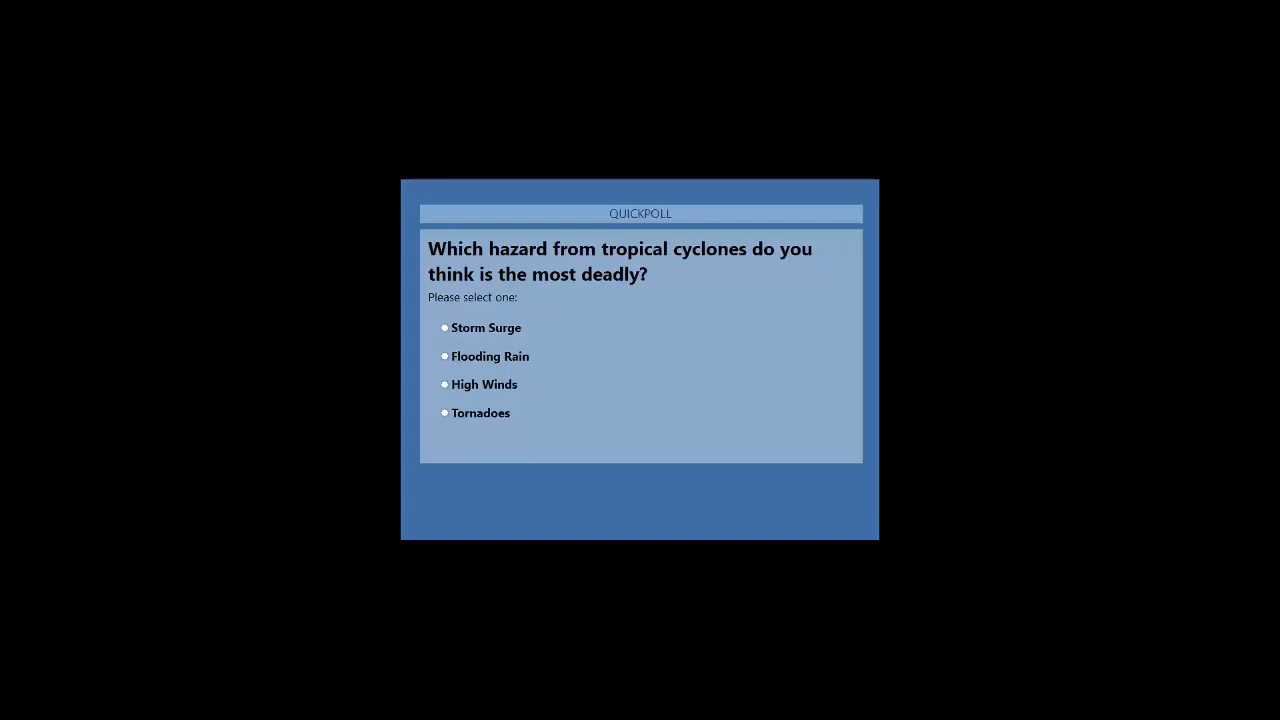 QUICKPOLL
Which hazard from tropical cyclones do you
think is the most deadly?
Please select one:
Storm Surge
Flooding Rain
High Winds
Tornadoes